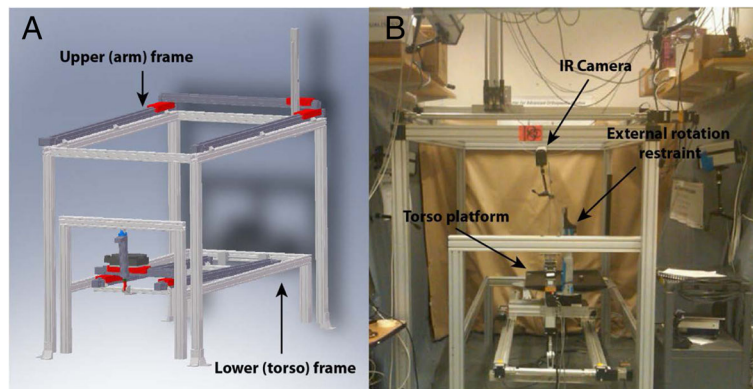 A
Upper (arm) frame
Lower (torso) frame
B
IR Camera
External rotation
restraint
Torso platform